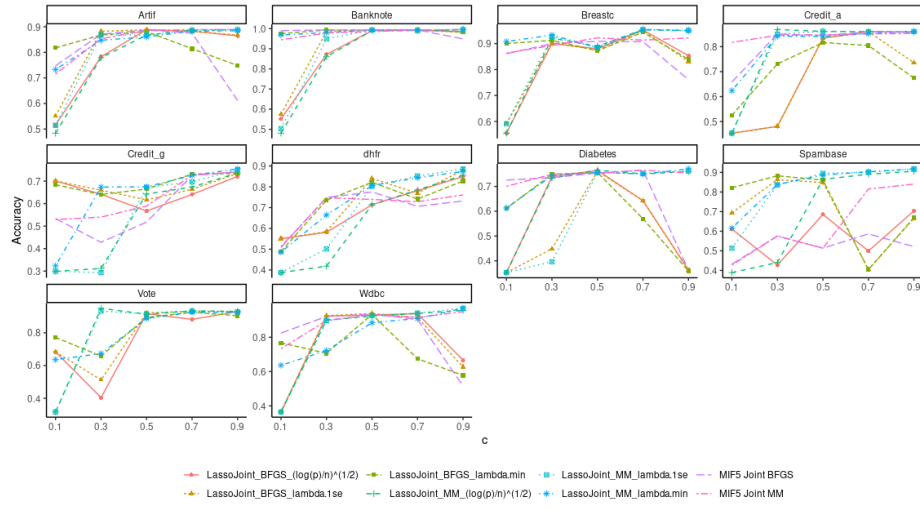 Artif Banknote Breastc Credit_a
0.9 0.8 0.7 0.6 0.5
1.0 0.9 0.8 0.7 0.6 0.5
0.9 0.8 0.7 0.6
0.8 0.7 0.6 0.5
Credit_g dhfr Diabetes Spambase
0.7 0.6 0.5 0.4 0.3
0.9 0.8 0.7 0.6 0.5 0.4
0.7 0.6 0.5 0.4
0.9 0.8 0.7 0.6 0.5 0.4
0.1 0.3 0.5 0.7 0.9 0.1 0.3 0.5 0.7 0.9
Vote Wdbc
0.8 0.6 0.4
0.8 0.6 0.4
0.1 0.3 0.5 0.7 0.9 0.1 0.3 0.5 0.7 0.9
Accuracy
c
LassoJoint_BFGS_(log(p)/n)^(1/2) LassoJoint_BFGS_lambda.min LassoJoint_MM_lambda.1se MIF5 Joint BFGS
LassoJoint_BFGS_lambda.1se LassoJoint_MM_(log(p)/n)^(1/2) LassoJoint_MM_lambda.min MIF5 Joint MM